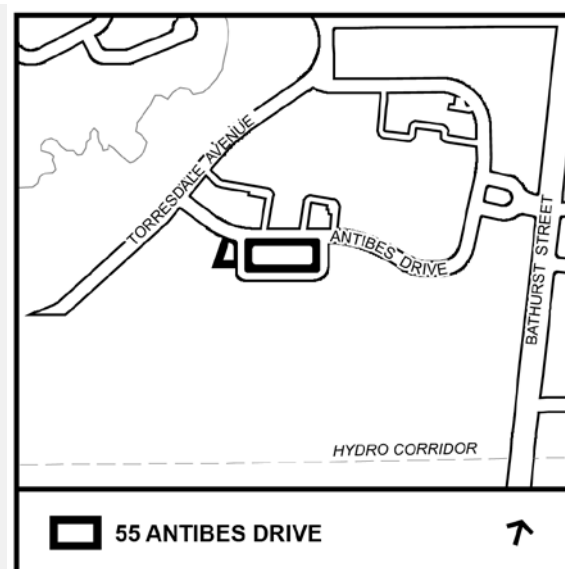 TORRESDALE AVENUE
ANTIBES DRIVE
BATHURST STREET
HYDRO CORRIDOR
55 ANTIBES DRIVE